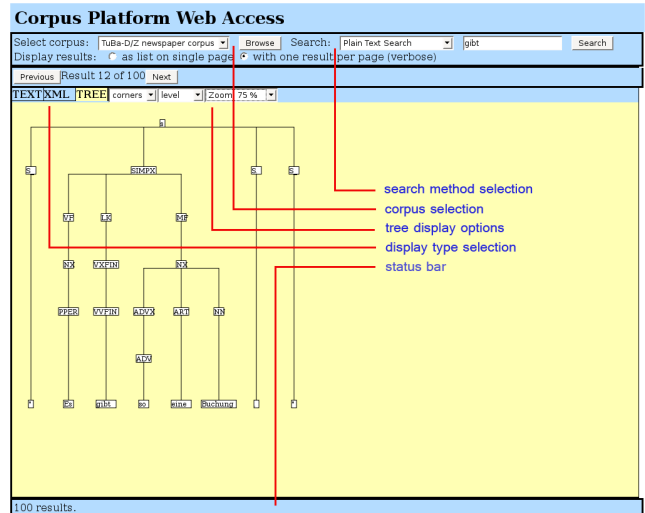 Corpus Platform Web Access
Select corpus: TuBa-D/Z newspaper corpus Browse Search: Plain Text Search gibt Search
Display results: as list on single page with one result per page (verbose)
Previous Result 12 of 100 Next
TEXT XML TREE corners level Zoom 75 %
s
S_ SIMPX S_ S_
VF LK MF
NX VXFIN NX
PPER VVFIN ADVX ART NN
ADV
" Es gibt so eine Buchung . "
search method selection
corpus selection
tree display options
display type selection
status bar
100 results.